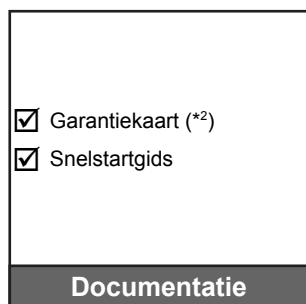 ☑ Garantiekaart (*²)
☑ Snelstartgids
Documentatie